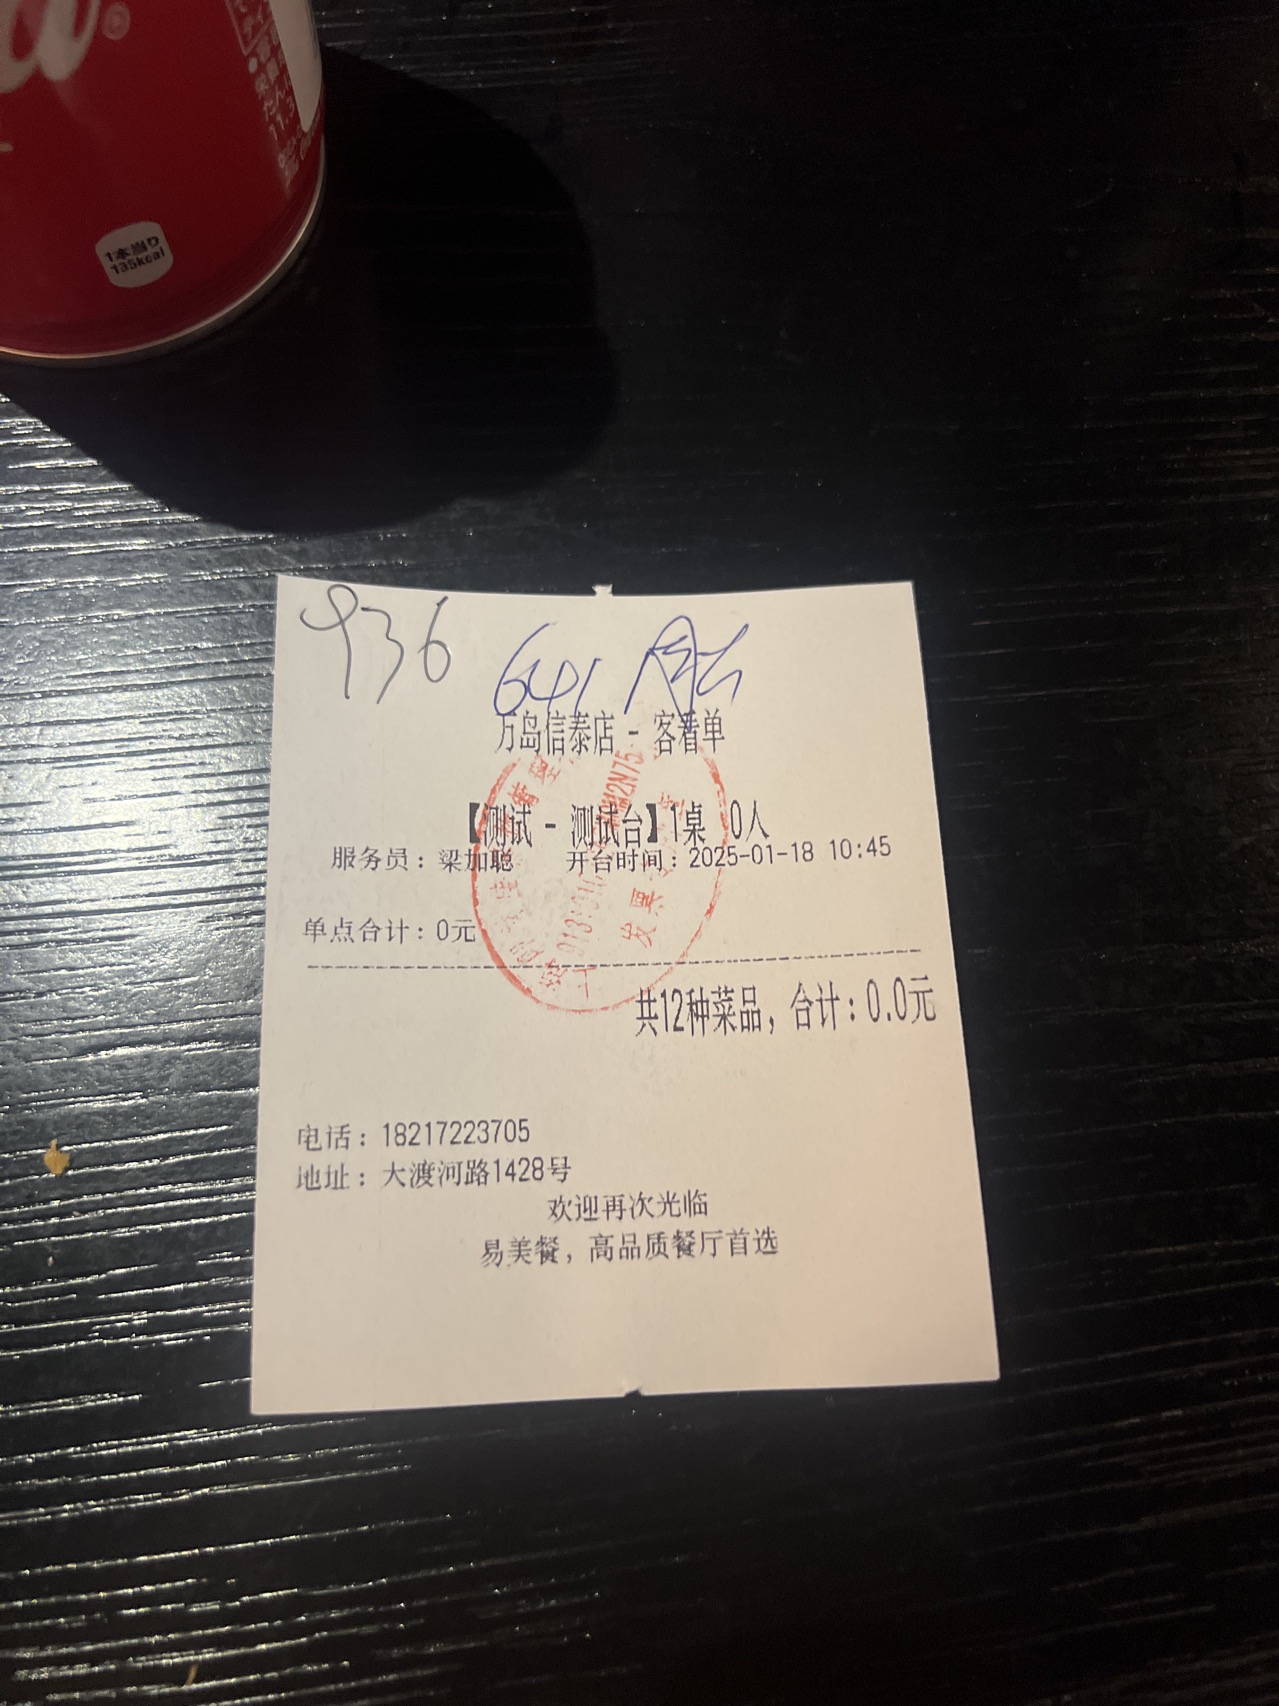 1本当り
135kcal
936
641
万岛信泰店 - 客看单
【测试 - 测试台】1桌 0人
服务员：梁加聪 开台时间：2025-01-18 10:45
单点合计：0元
共12种菜品，合计：0.0元
电话：18217223705
地址：大渡河路1428号
欢迎再次光临
易美餐，高品质餐厅首选